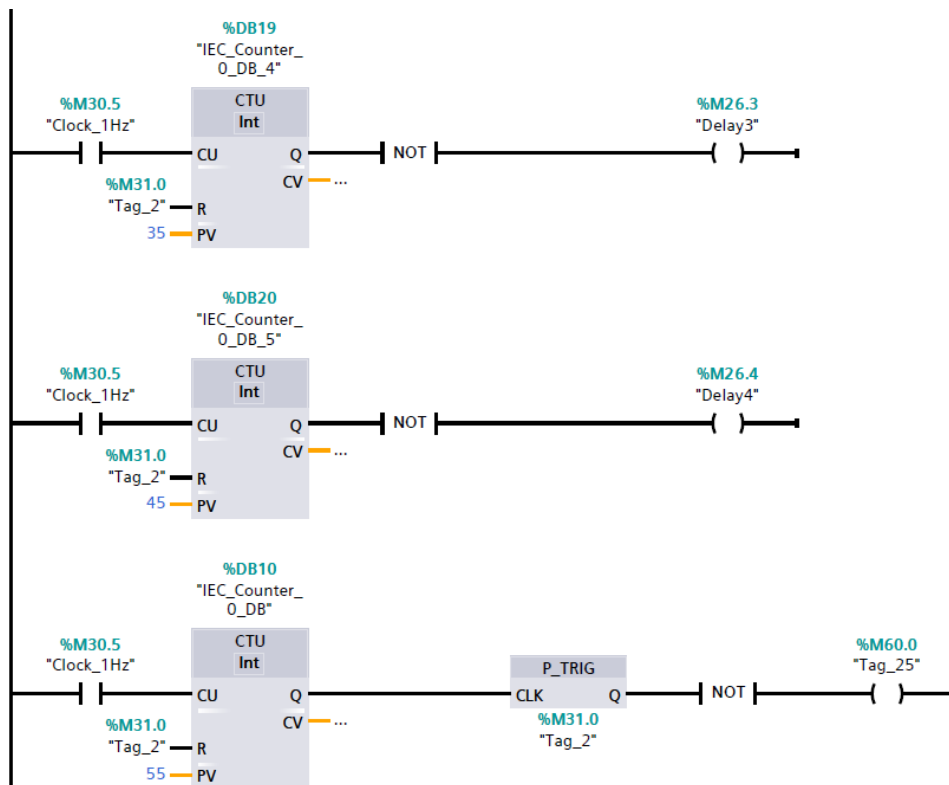 %DB19
"IEC_Counter_
0_DB_4"
CTU
Int
%M30.5
"Clock_1Hz"
%M26.3
"Delay3"
CU Q NOT
CV ...
%M31.0
"Tag_2" R
35 PV
%DB20
"IEC_Counter_
0_DB_5"
CTU
Int
%M30.5
"Clock_1Hz"
%M26.4
"Delay4"
CU Q NOT
CV ...
%M31.0
"Tag_2" R
45 PV
%DB10
"IEC_Counter_
0_DB"
CTU
Int
%M30.5
"Clock_1Hz"
P_TRIG
%M60.0
"Tag_25"
CU Q CLK Q NOT
CV ...
%M31.0
"Tag_2"
%M31.0
"Tag_2" R
55 PV